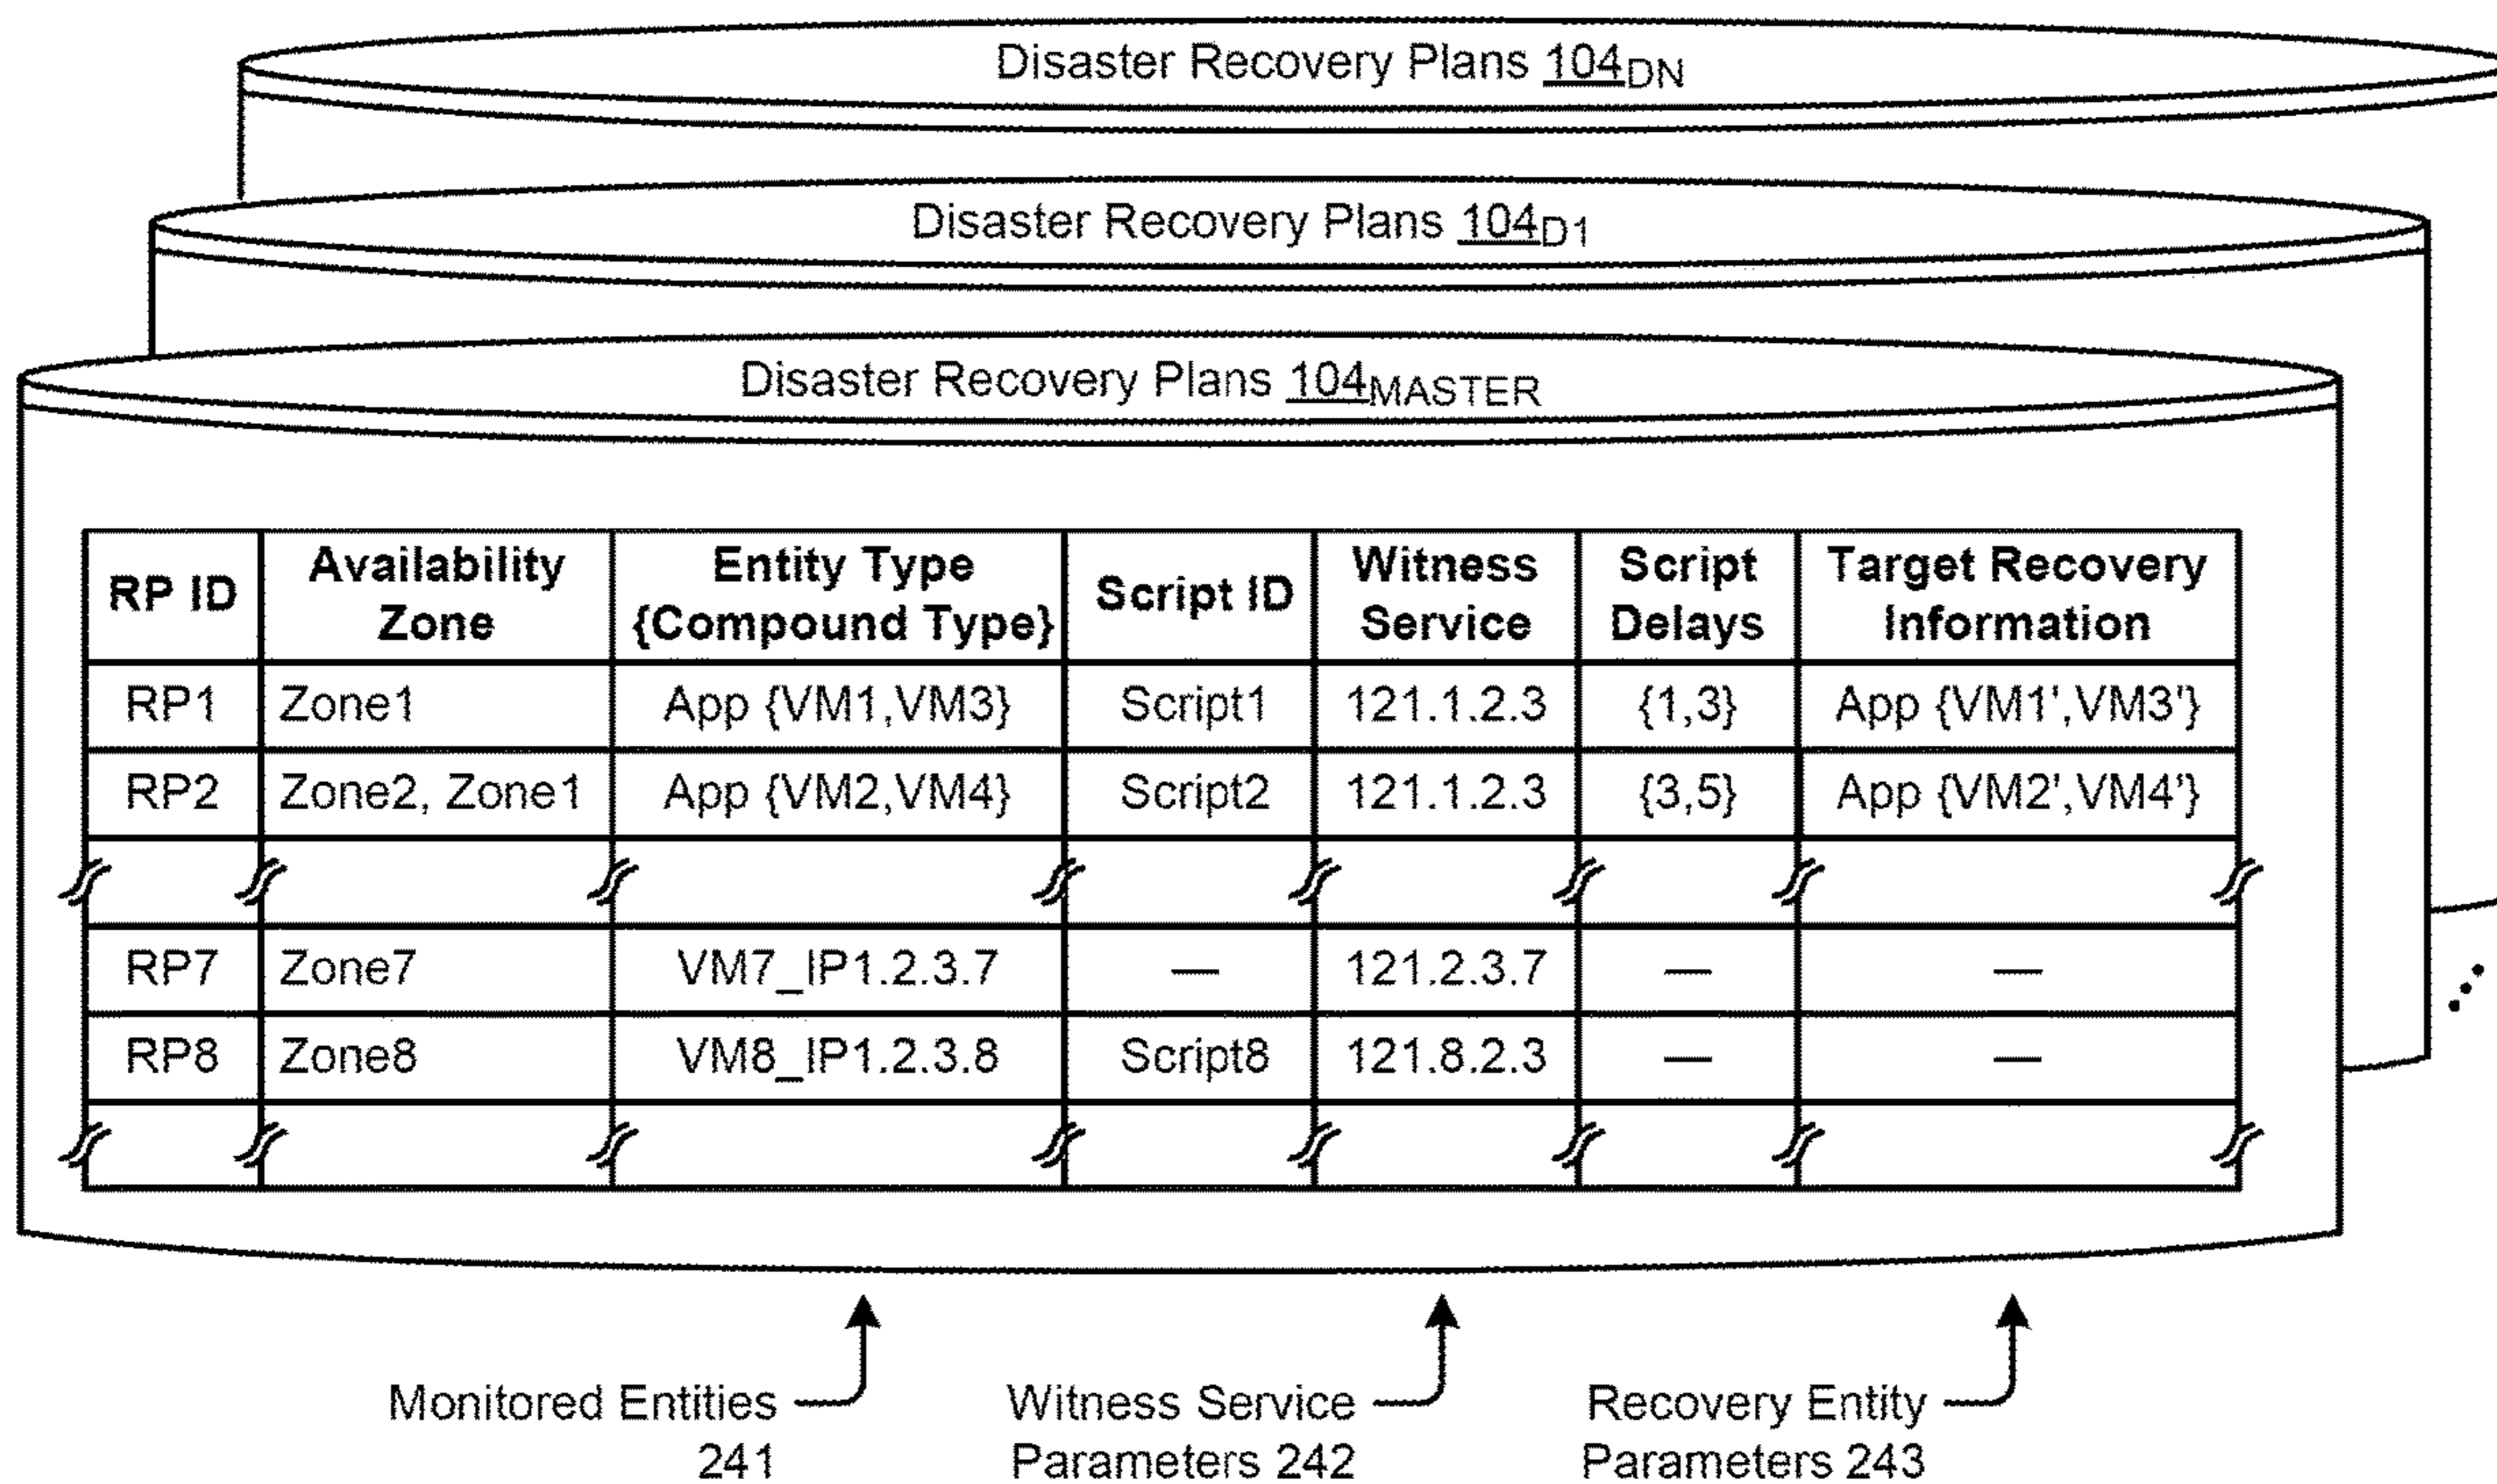 Disaster Recovery Plans 104DN
Disaster Recovery Plans 104D1
Disaster Recovery Plans 104MASTER
RP ID Availability Zone Entity Type {Compound Type} Script ID Witness Service Script Delays Target Recovery Information
RP1 Zone1 App {VM1,VM3} Script1 121.1.2.3 {1,3} App {VM1',VM3'}
RP2 Zone2, Zone1 App {VM2,VM4} Script2 121.1.2.3 {3,5} App {VM2',VM4'}
RP7 Zone7 VM7_IP1.2.3.7 — 121.2.3.7 — —
RP8 Zone8 VM8_IP1.2.3.8 Script8 121.8.2.3 — —
Monitored Entities 241
Witness Service Parameters 242
Recovery Entity Parameters 243